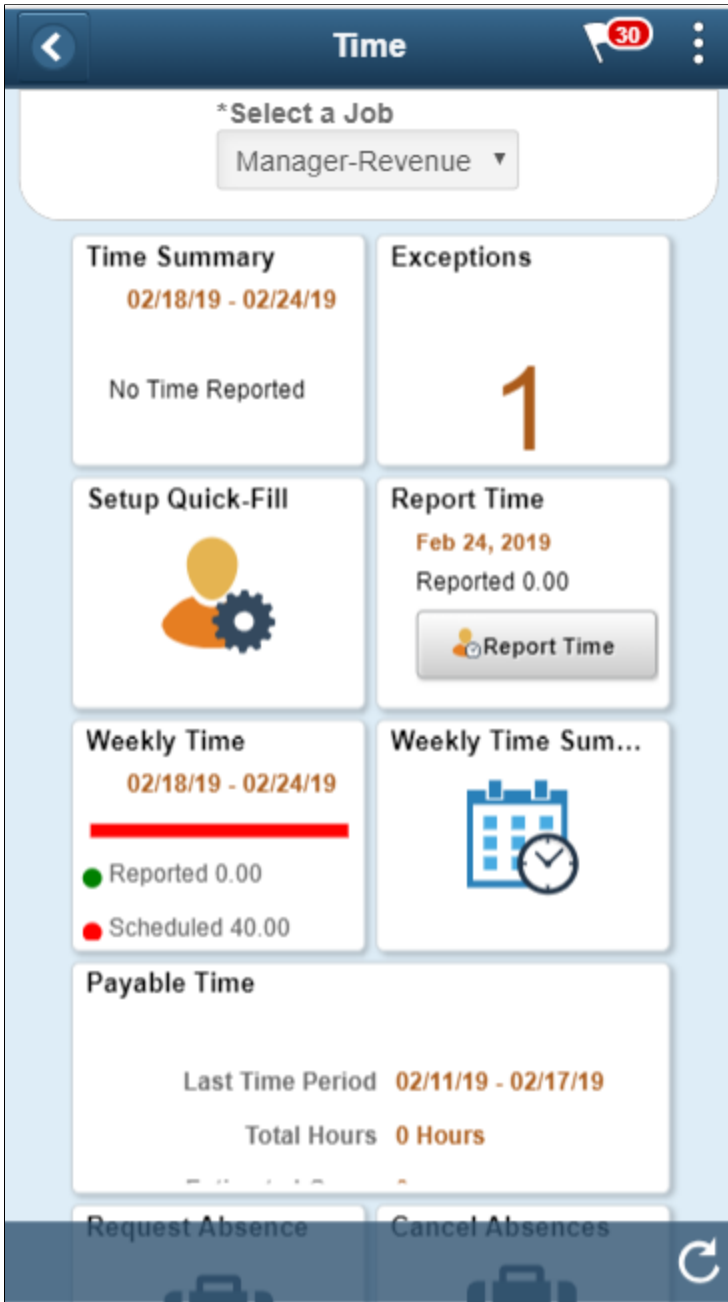 Time
30
*Select a Job
Manager-Revenue
Time Summary
02/18/19 - 02/24/19
No Time Reported
Exceptions
1
Setup Quick-Fill
Report Time
Feb 24, 2019
Reported 0.00
Report Time
Weekly Time
02/18/19 - 02/24/19
Reported 0.00
Scheduled 40.00
Weekly Time Sum...
Payable Time
Last Time Period 02/11/19 - 02/17/19
Total Hours 0 Hours
Request Absence
Cancel Absences